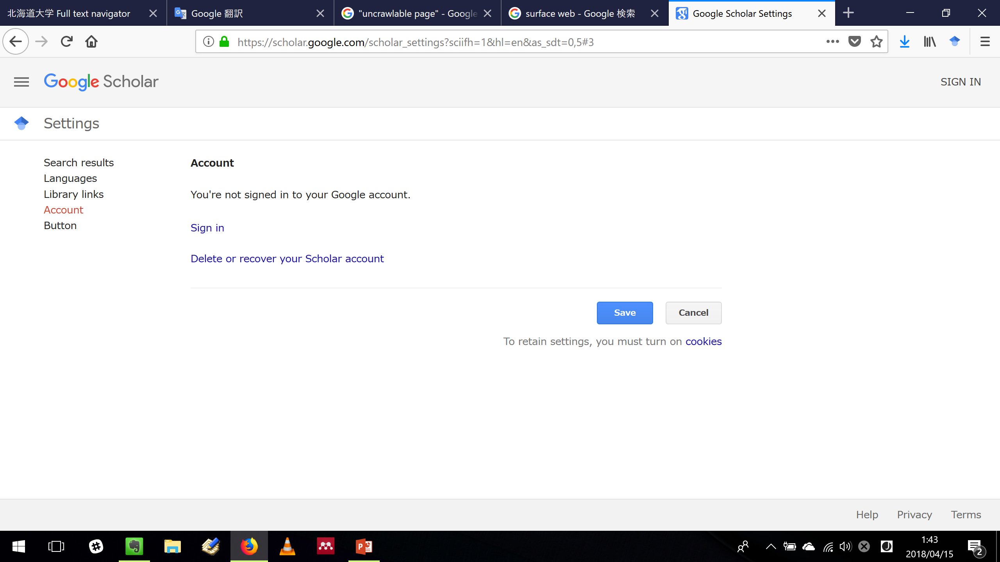 北海道大学 Full text navigator
Google 翻訳
"uncrawlable page" - Google
surface web - Google 検索
Google Scholar Settings
https://scholar.google.com/scholar_settings?sciifh=1&hl=en&as_sdt=0,5#3
Google Scholar
SIGN IN
Settings
Search results
Languages
Library links
Account
Button
Account
You're not signed in to your Google account.
Sign in
Delete or recover your Scholar account
Save
Cancel
To retain settings, you must turn on cookies
Help
Privacy
Terms
1:43
2018/04/15
2